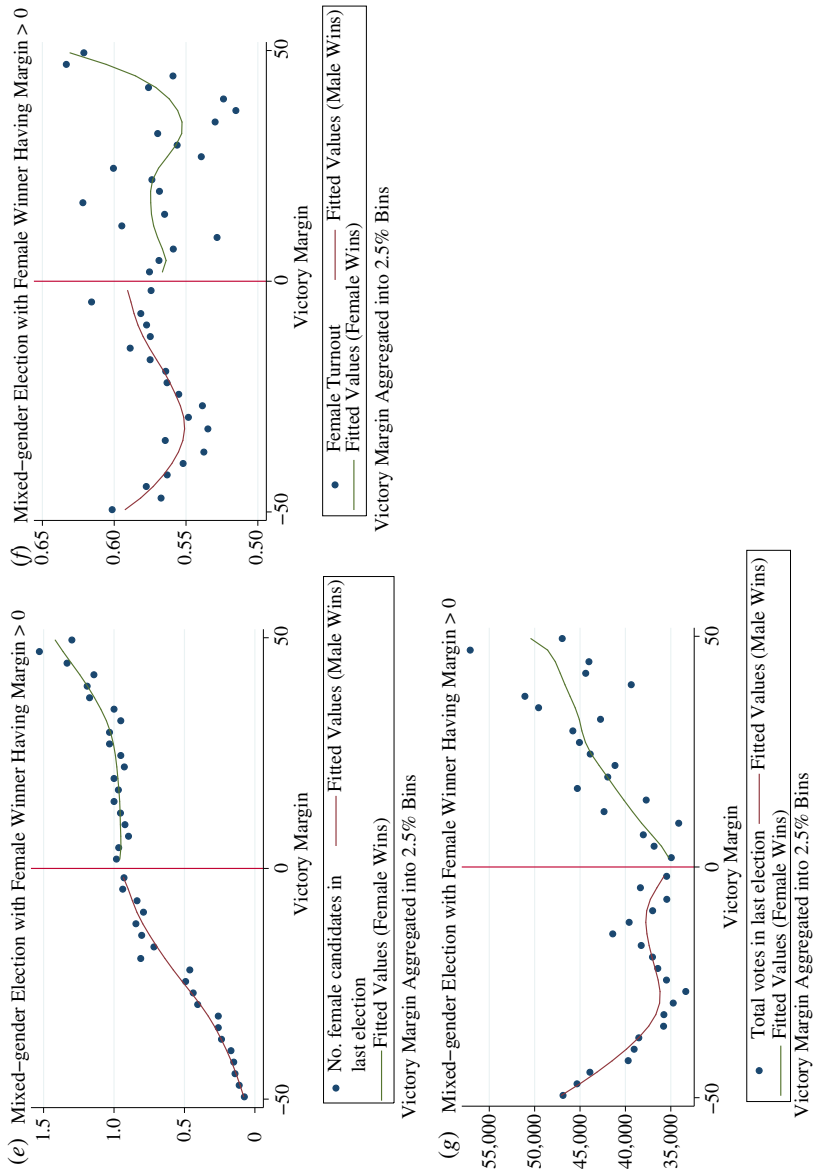 (e) Mixed−gender Election with Female Winner Having Margin > 0
1.5
1.0
0.5
0
−50
0
50
Victory Margin
No. female candidates in
last election
Fitted Values (Male Wins)
Fitted Values (Female Wins)
Victory Margin Aggregated into 2.5% Bins
(f) Mixed−gender Election with Female Winner Having Margin > 0
0.65
0.60
0.55
0.50
−50
0
50
Victory Margin
Female Turnout
Fitted Values (Male Wins)
Fitted Values (Female Wins)
Victory Margin Aggregated into 2.5% Bins
(g) Mixed−gender Election with Female Winner Having Margin > 0
55,000
50,000
45,000
40,000
35,000
−50
0
50
Victory Margin
Total votes in last election
Fitted Values (Male Wins)
Fitted Values (Female Wins)
Victory Margin Aggregated into 2.5% Bins